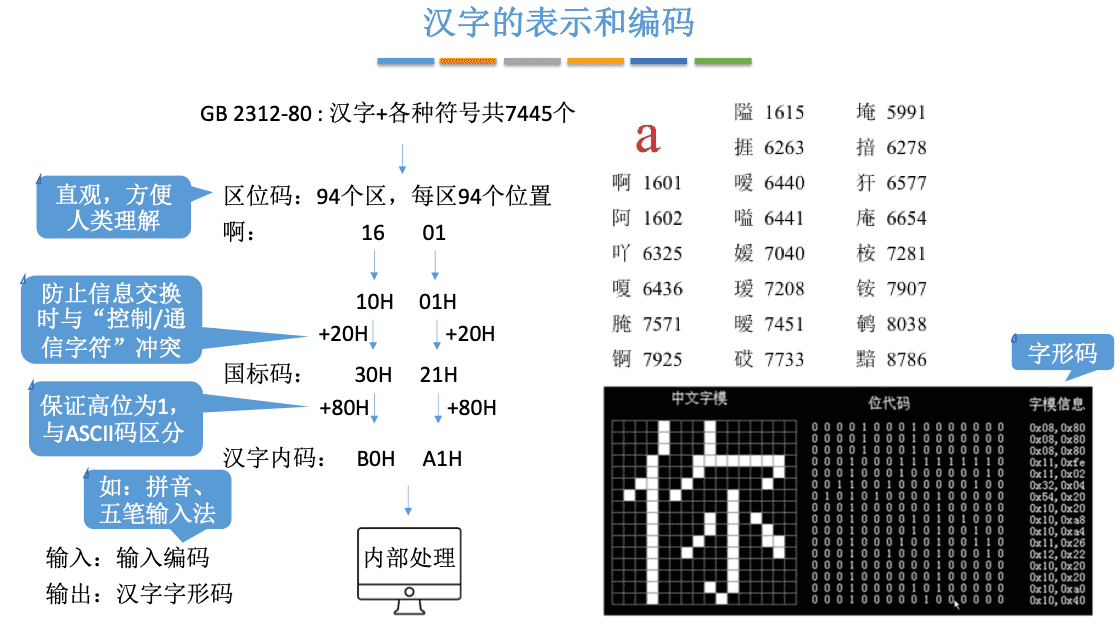 汉字的表示和编码
GB 2312-80 : 汉字+各种符号共7445个
直观，方便
人类理解
区位码：94个区，每区94个位置
啊： 16 01
防止信息交换
时与“控制/通
信字符”冲突
10H 01H
+20H +20H
国标码： 30H 21H
保证高位为1，
与ASCII码区分
+80H +80H
汉字内码： B0H A1H
如：拼音、
五笔输入法
输入：输入编码
输出：汉字字形码
内部处理
a
啊 1601
阿 1602
吖 6325
嗄 6436
腌 7571
锕 7925
隘 1615
捱 6263
嗳 6440
嗌 6441
嫒 7040
瑷 7208
暧 7451
砹 7733
埯 5991
揞 6278
犴 6577
庵 6654
桉 7281
铵 7907
鹌 8038
黯 8786
字形码
中文字模 位代码 字模信息
0 0 0 0 1 0 0 0 1 0 0 0 0 0 0 0 0x08,0x80
0 0 0 0 1 0 0 0 1 0 0 0 0 0 0 0 0x08,0x80
0 0 0 0 1 0 0 0 1 0 0 0 0 0 0 0 0x08,0x80
0 0 0 1 0 0 0 1 1 1 1 1 1 1 1 0 0x11,0xfe
0 0 0 1 0 0 0 1 0 0 0 0 0 0 1 0 0x11,0x02
0 0 1 1 0 0 1 0 0 0 0 0 0 1 0 0 0x32,0x04
0 1 0 1 0 1 0 0 0 0 1 0 0 0 0 0 0x54,0x20
0 0 0 1 0 0 0 0 0 0 1 0 0 0 0 0 0x10,0x20
0 0 0 1 0 0 0 0 1 0 1 0 1 0 0 0 0x10,0xa8
0 0 0 1 0 0 0 0 1 0 1 0 0 1 0 0 0x10,0xa4
0 0 0 1 0 0 0 1 0 0 1 0 0 1 1 0 0x11,0x26
0 0 0 1 0 0 1 0 0 0 1 0 0 0 1 0 0x12,0x22
0 0 0 1 0 0 0 0 0 0 1 0 0 0 0 0 0x10,0x20
0 0 0 1 0 0 0 0 0 0 1 0 0 0 0 0 0x10,0x20
0 0 0 1 0 0 0 0 1 0 1 0 0 0 0 0 0x10,0xa0
0 0 0 1 0 0 0 0 0 1 0 0 0 0 0 0 0x10,0x40